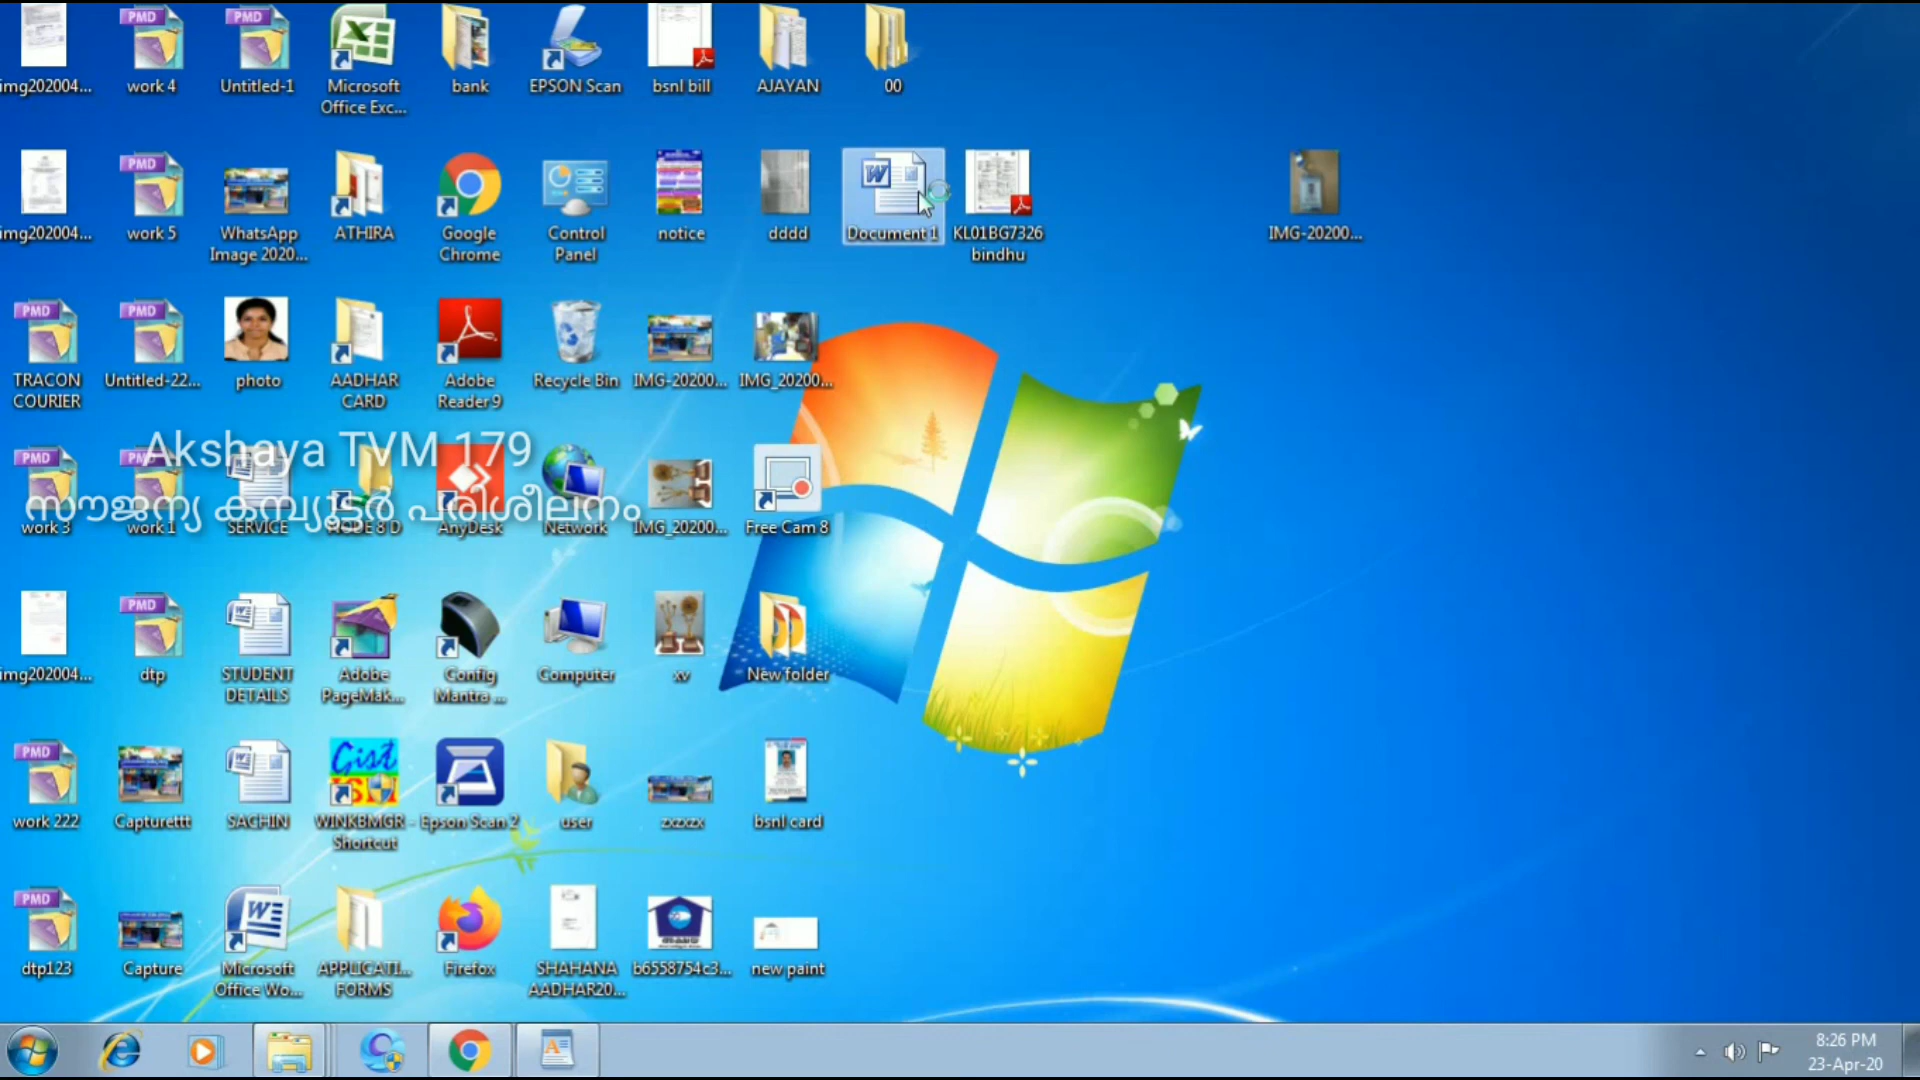 img202004...
work 4
Untitled-1
Microsoft
Office Exc...
bank
EPSON Scan
bsnl bill
AJAYAN
00
img202004...
work 5
WhatsApp
Image 2020...
ATHIRA
Google
Chrome
Control
Panel
notice
dddd
Document 1
KL01BG7326
bindhu
IMG-20200...
TRACON
COURIER
Untitled-22...
photo
AADHAR
CARD
Adobe
Reader 9
Recycle Bin
IMG-20200...
IMG_20200...
Akshaya TVM 179
സൗജന്യ കമ്പ്യൂട്ടർ പരിശീലനം
work 3
work 1
SERVICE
AnyDesk
Network
IMG_20200...
Free Cam 8
img202004...
dtp
STUDENT
DETAILS
Adobe
PageMak...
Config
Mantra ...
Computer
xv
New folder
work 222
Capturettt
SACHIN
WINKBMGR -
Shortcut
Epson Scan 2
user
zxzxzx
bsnl card
dtp123
Capture
Microsoft
Office Wo...
APPLICATI...
FORMS
Firefox
SHAHANA
AADHAR20...
b6558754c3...
new paint
8:26 PM
23-Apr-20